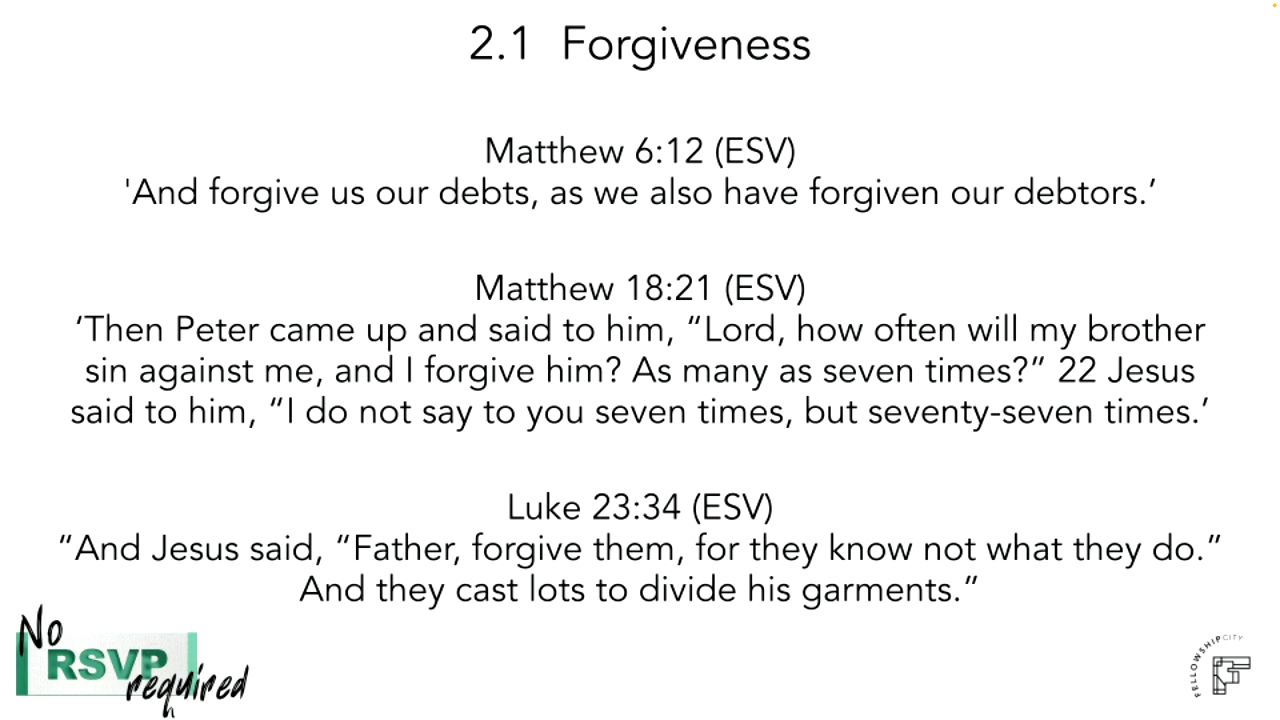 2.1 Forgiveness
Matthew 6:12 (ESV)
'And forgive us our debts, as we also have forgiven our debtors.’
Matthew 18:21 (ESV)
‘Then Peter came up and said to him, “Lord, how often will my brother
sin against me, and I forgive him? As many as seven times?” 22 Jesus
said to him, “I do not say to you seven times, but seventy-seven times.’
Luke 23:34 (ESV)
“And Jesus said, “Father, forgive them, for they know not what they do.”
And they cast lots to divide his garments.”
No
RSVP
required
FELLOWSHIPCITY